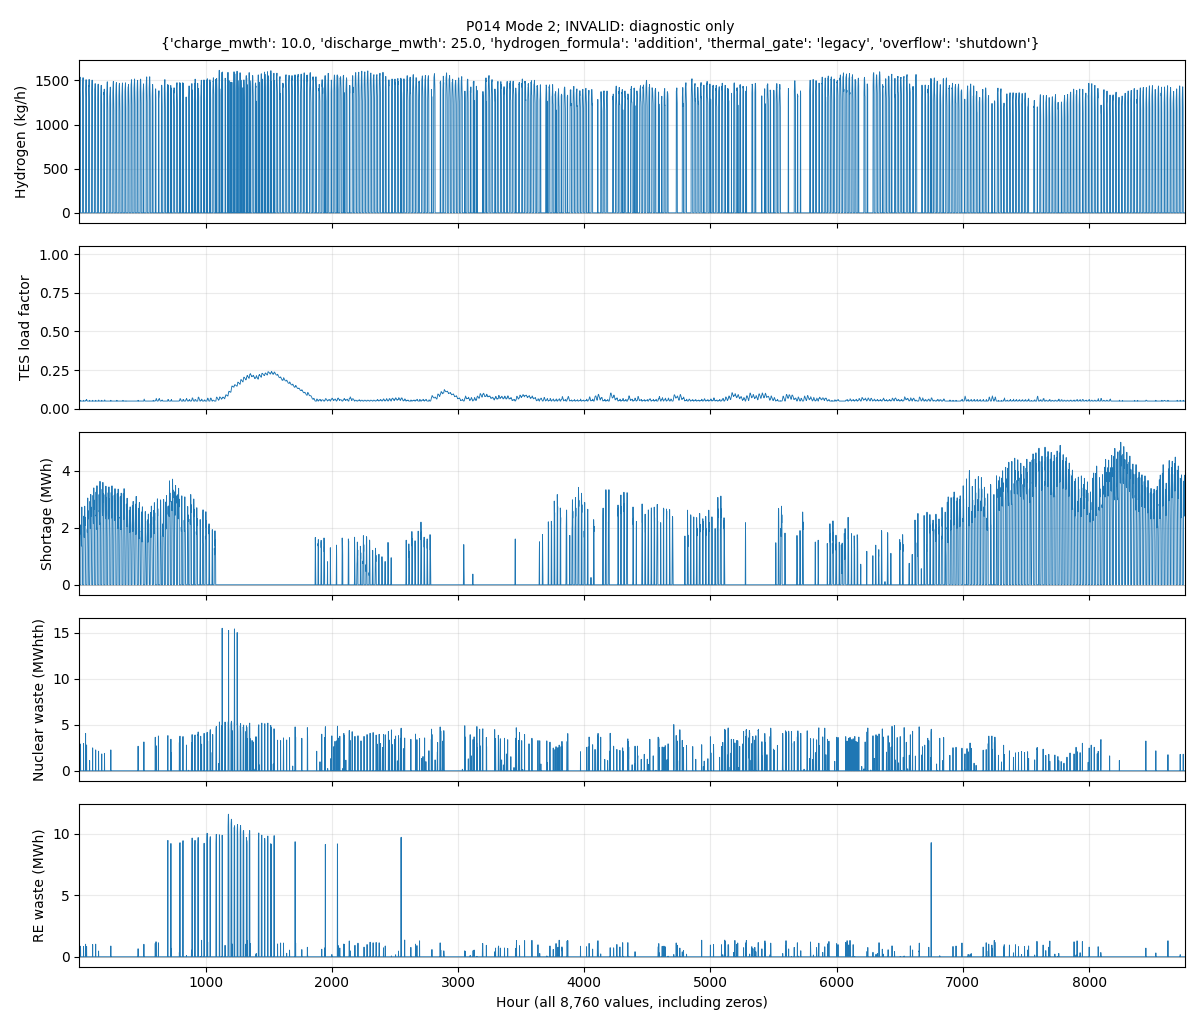 P014 Mode 2; INVALID: diagnostic only
{'charge_mwth': 10.0, 'discharge_mwth': 25.0, 'hydrogen_formula': 'addition', 'thermal_gate': 'legacy', 'overflow': 'shutdown'}
Hydrogen (kg/h)
1500
1000
500
0
TES load factor
1.00
0.75
0.50
0.25
0.00
Shortage (MWh)
4
2
0
Nuclear waste (MWhth)
15
10
5
0
RE waste (MWh)
10
5
0
1000 2000 3000 4000 5000 6000 7000 8000
Hour (all 8,760 values, including zeros)